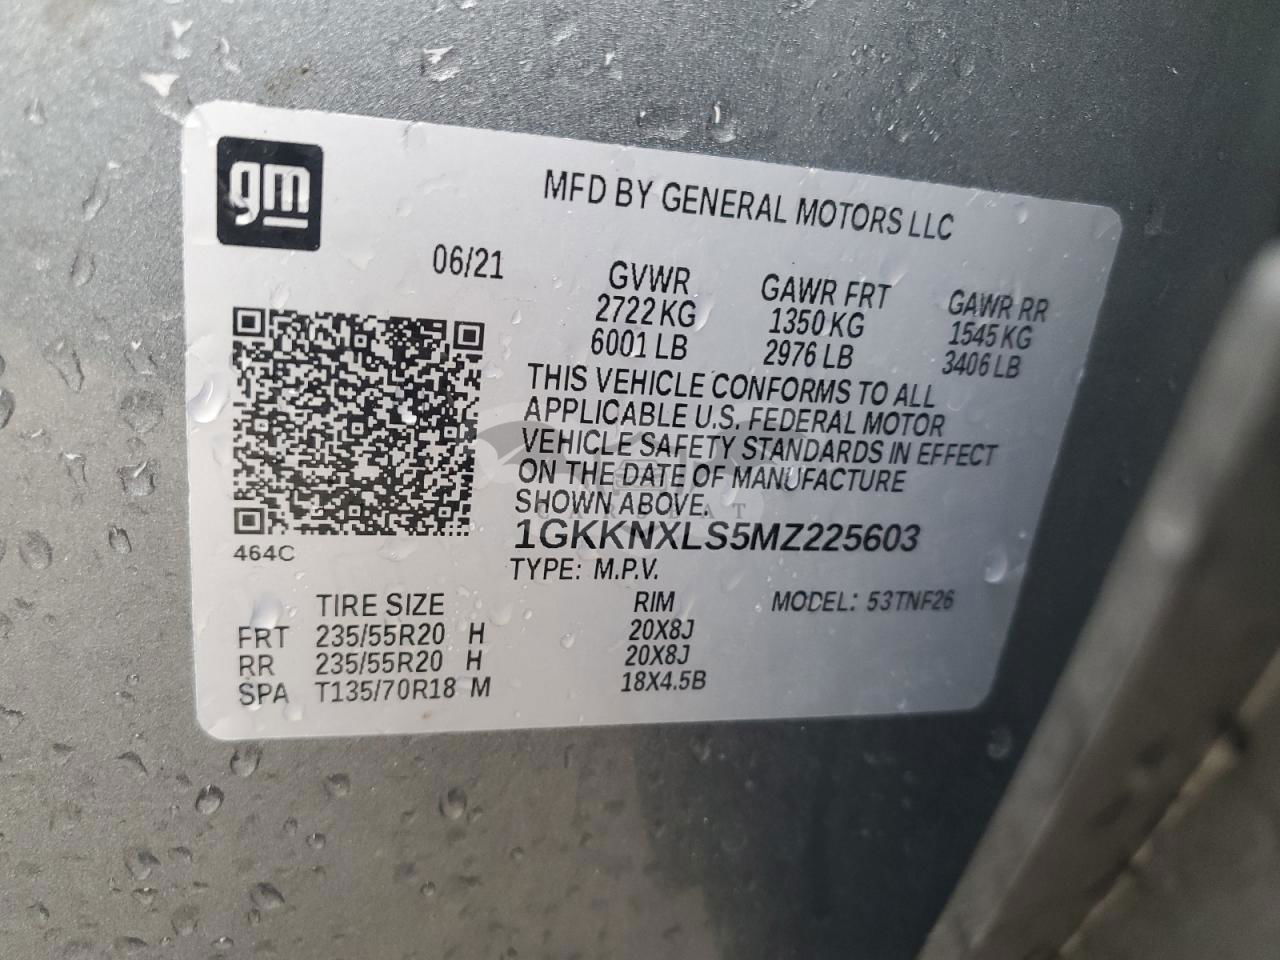 gm
MFD BY GENERAL MOTORS LLC
06/21
GVWR GAWR FRT GAWR RR
2722 KG 1350 KG 1545 KG
6001 LB 2976 LB 3406 LB
THIS VEHICLE CONFORMS TO ALL
APPLICABLE U.S. FEDERAL MOTOR
VEHICLE SAFETY STANDARDS IN EFFECT
ON THE DATE OF MANUFACTURE
SHOWN ABOVE.
1GKKNXLS5MZ225603
464C
TYPE: M.P.V.
TIRE SIZE RIM MODEL: 53TNF26
FRT 235/55R20 H 20X8J
RR 235/55R20 H 20X8J
SPA T135/70R18 M 18X4.5B